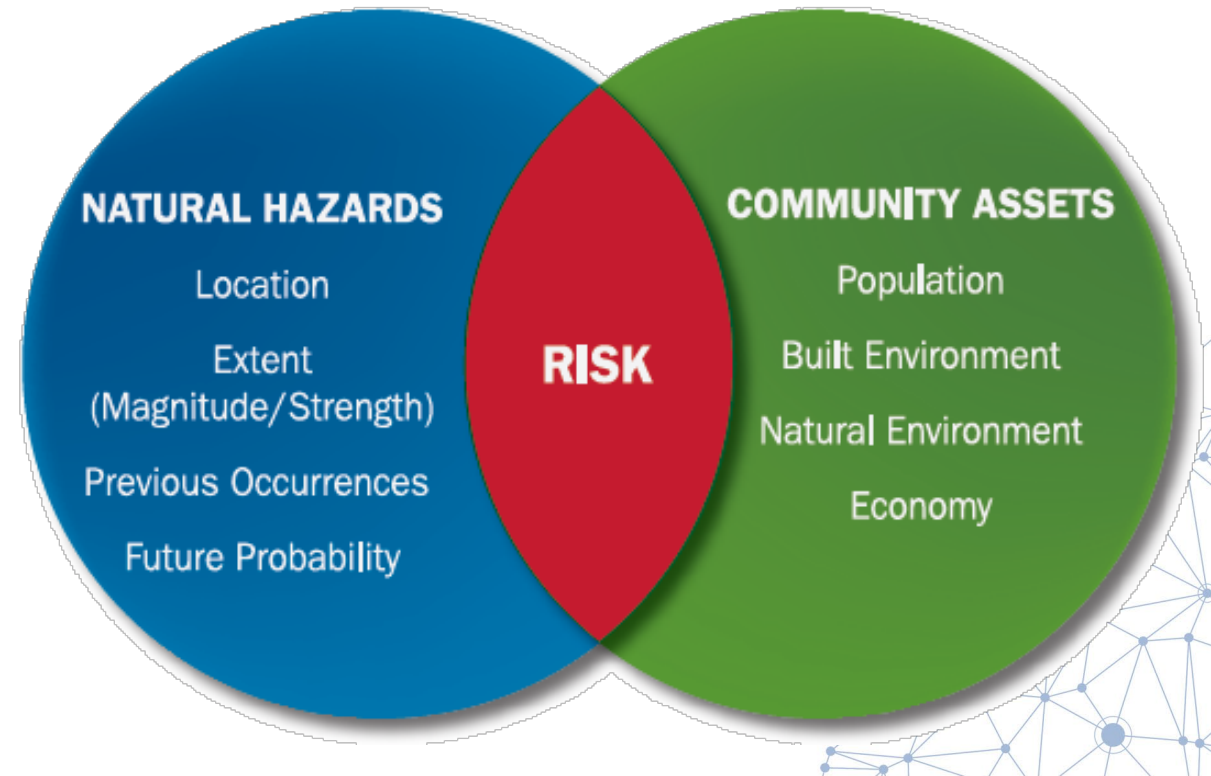 NATURAL HAZARDS
Location
Extent
(Magnitude/Strength)
Previous Occurrences
Future Probability
RISK
COMMUNITY ASSETS
Population
Built Environment
Natural Environment
Economy